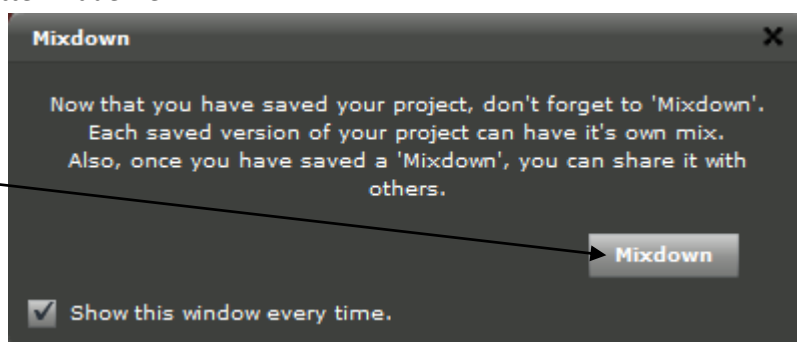 Mixdown
Now that you have saved your project, don't forget to 'Mixdown'.
Each saved version of your project can have it's own mix.
Also, once you have saved a 'Mixdown', you can share it with
others.
Mixdown
Show this window every time.